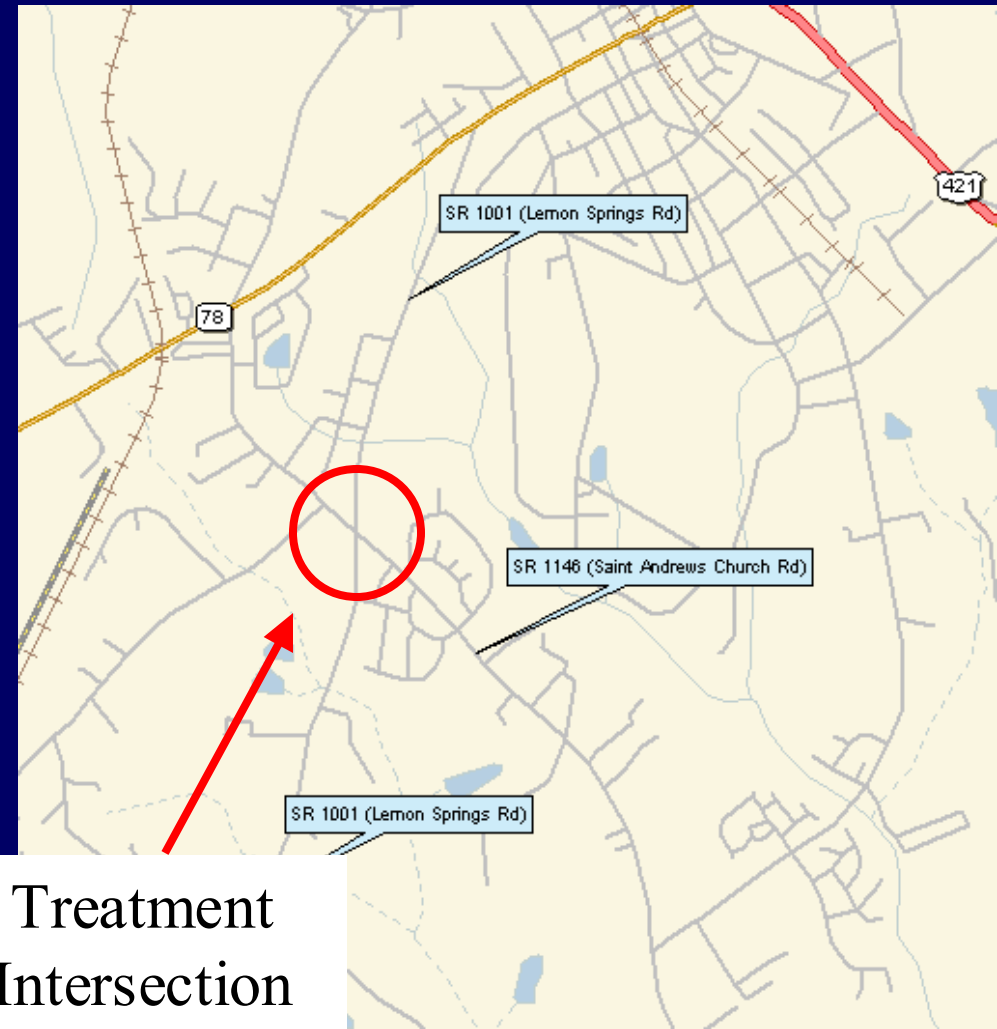 421
SR 1001 (Lemon Springs Rd)
78
SR 1146 (Saint Andrews Church Rd)
SR 1001 (Lemon Springs Rd)
Treatment
Intersection